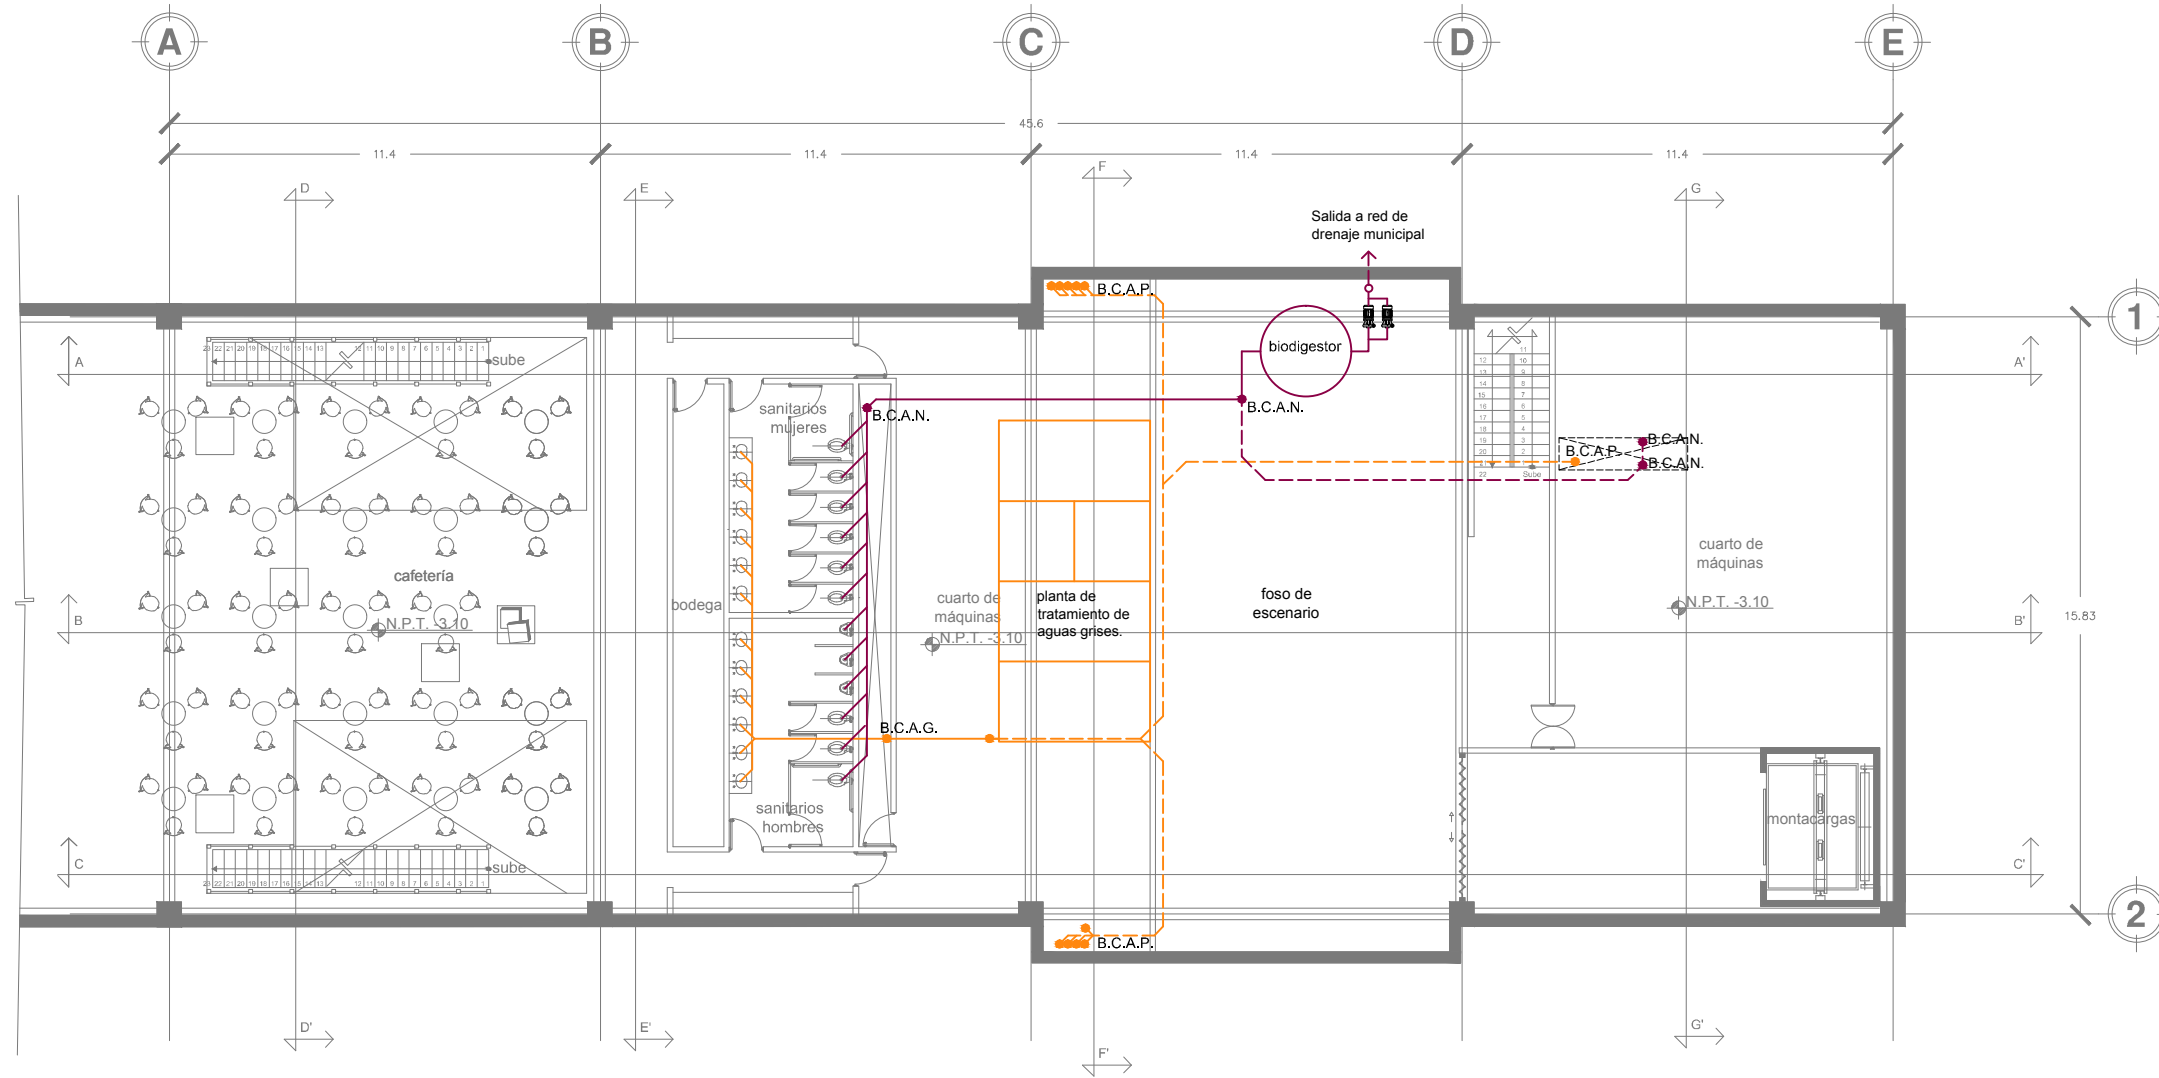 A B C D E
45.6
11.4 11.4 11.4 11.4
F
D E G
Salida a red de
drenaje municipal
B.C.A.P.
1
biodigestor
A sube A'
sanitarios
mujeres
B.C.A.N.
B.C.A.N.
B.C.A.N.
B.C.A.P.
B.C.A.N.
Sube
cuarto de
máquinas
cafetería
N.P.T. -3.10
bodega
cuarto de
máquinas
N.P.T. -3.10
planta de
tratamiento de
aguas grises.
foso de
escenario
N.P.T. -3.10
15.83
B B'
B.C.A.G.
sanitarios
hombres
montacargas
C sube C'
2
B.C.A.P.
D' E' G'
F'